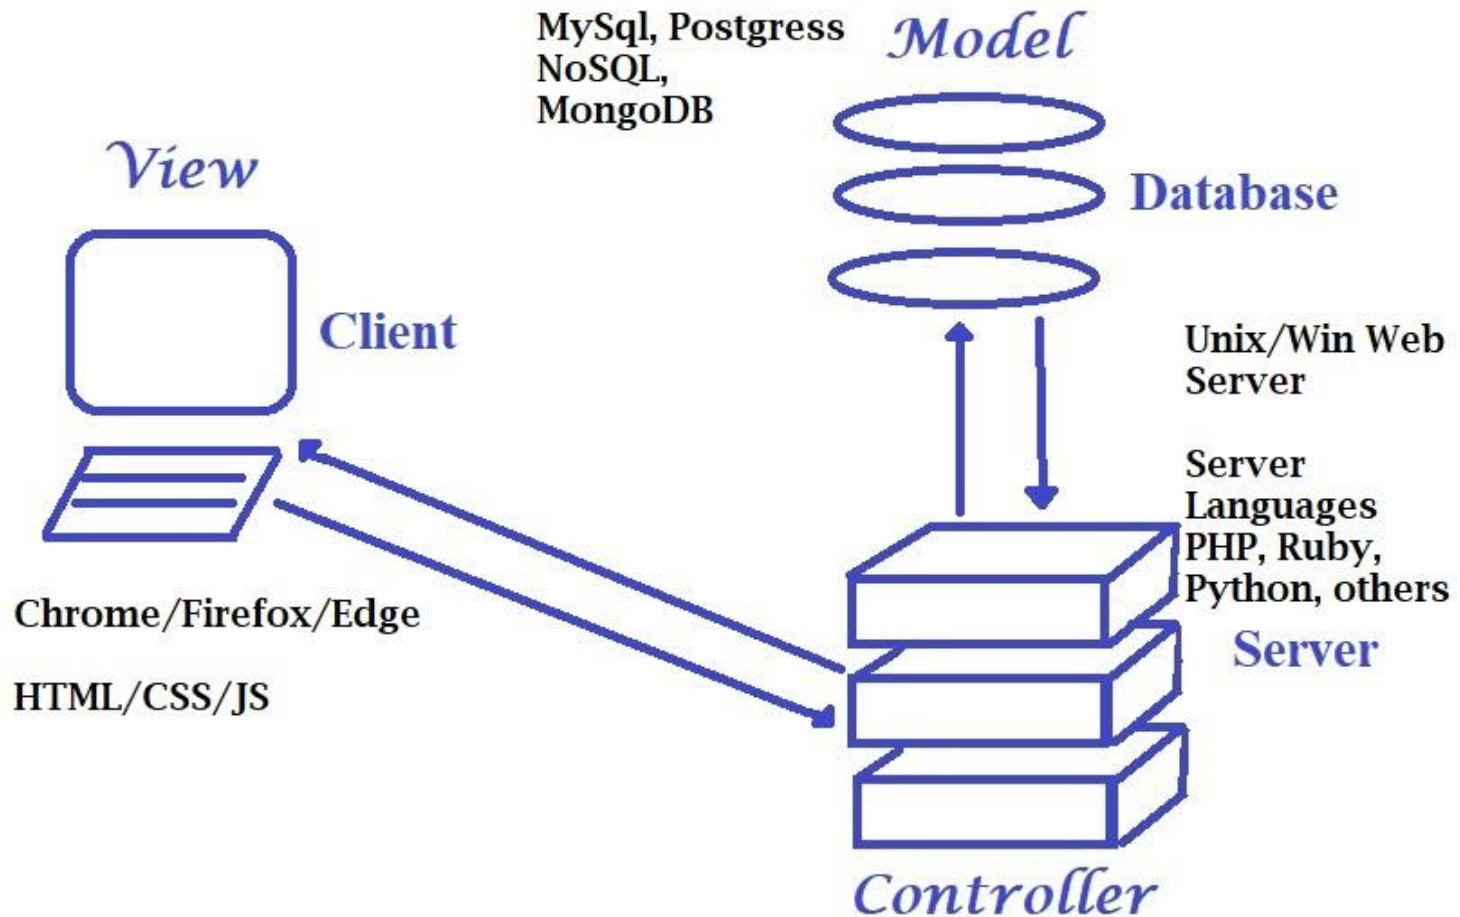 MySql, Postgress
NoSQL,
MongoDB
Model
View
Database
Client
Unix/Win Web
Server
Server
Languages
PHP, Ruby,
Python, others
Chrome/Firefox/Edge
HTML/CSS/JS
Server
Controller